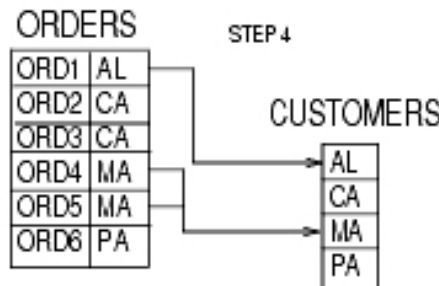 ORDERS
STEP 4
ORD1 AL
ORD2 CA
ORD3 CA
ORD4 MA
ORD5 MA
ORD6 PA
CUSTOMERS
AL
CA
MA
PA